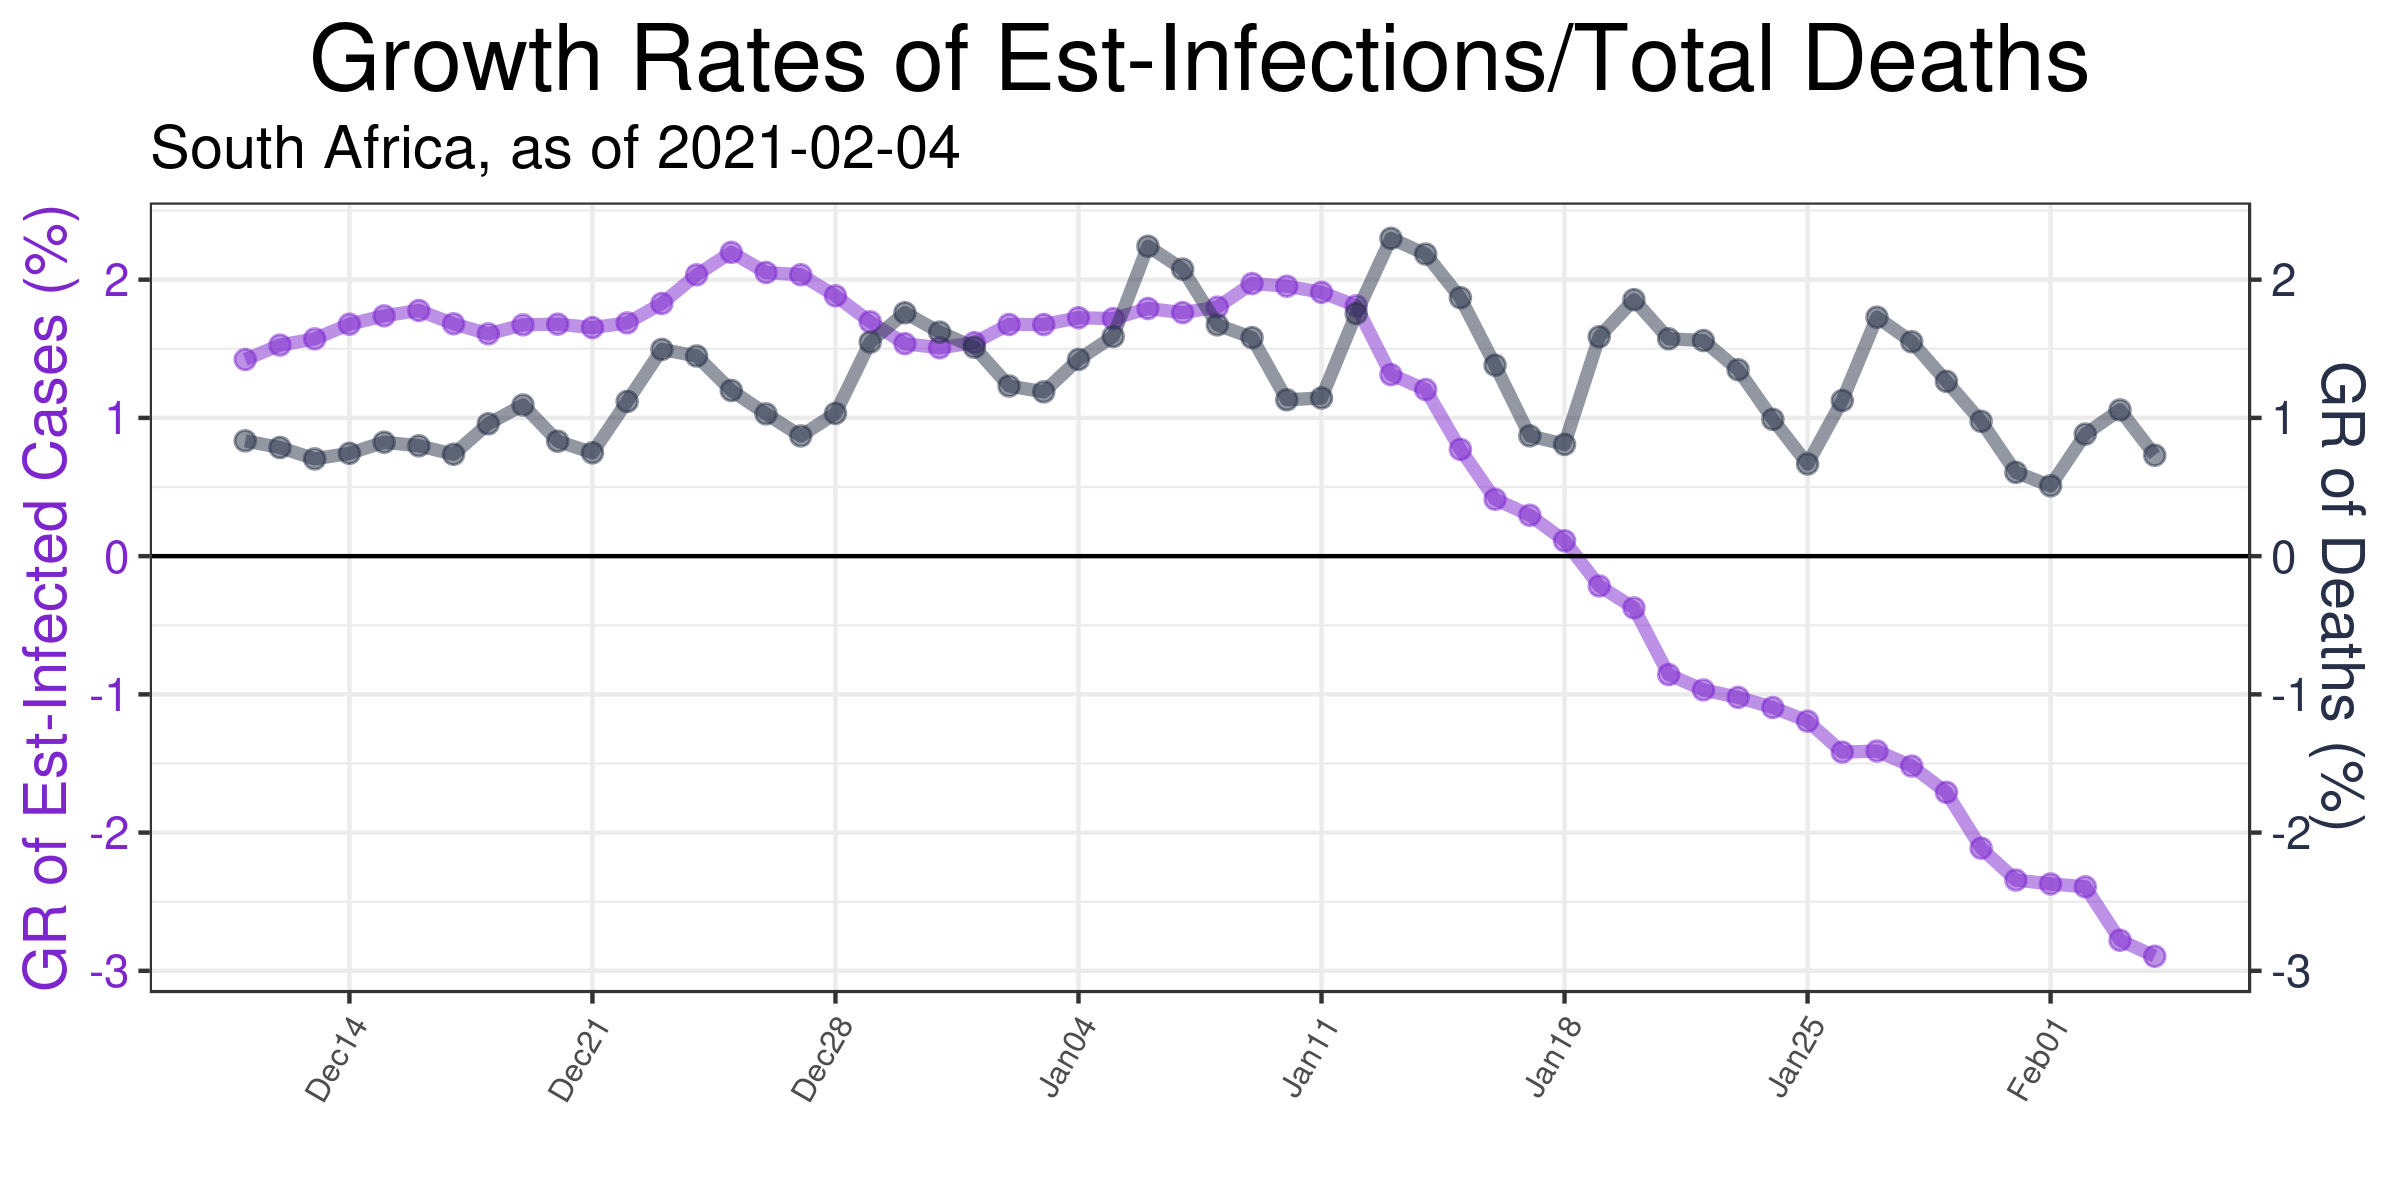 Growth Rates of Est-Infections/Total Deaths
South Africa, as of 2021-02-04
GR of Est-Infected Cases (%)
2
1
0
-1
-2
-3
2
1
0
-1
-2
-3
GR of Deaths (%)
Dec14
Dec21
Dec28
Jan04
Jan11
Jan18
Jan25
Feb01